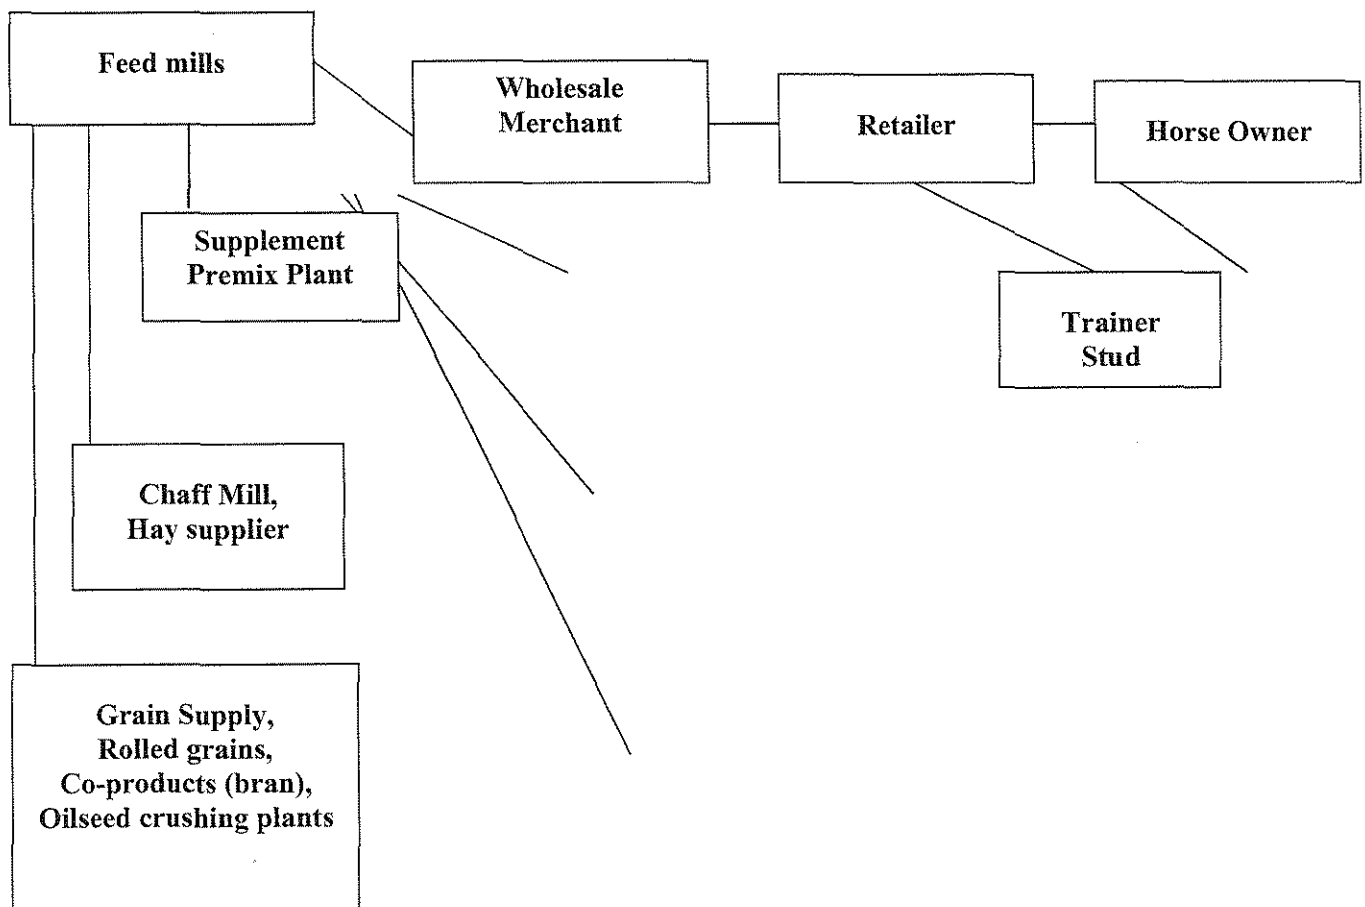 Feed mills
Wholesale
Merchant
Retailer
Horse Owner
Supplement
Premix Plant
Trainer
Stud
Chaff Mill,
Hay supplier
Grain Supply,
Rolled grains,
Co-products (bran),
Oilseed crushing plants